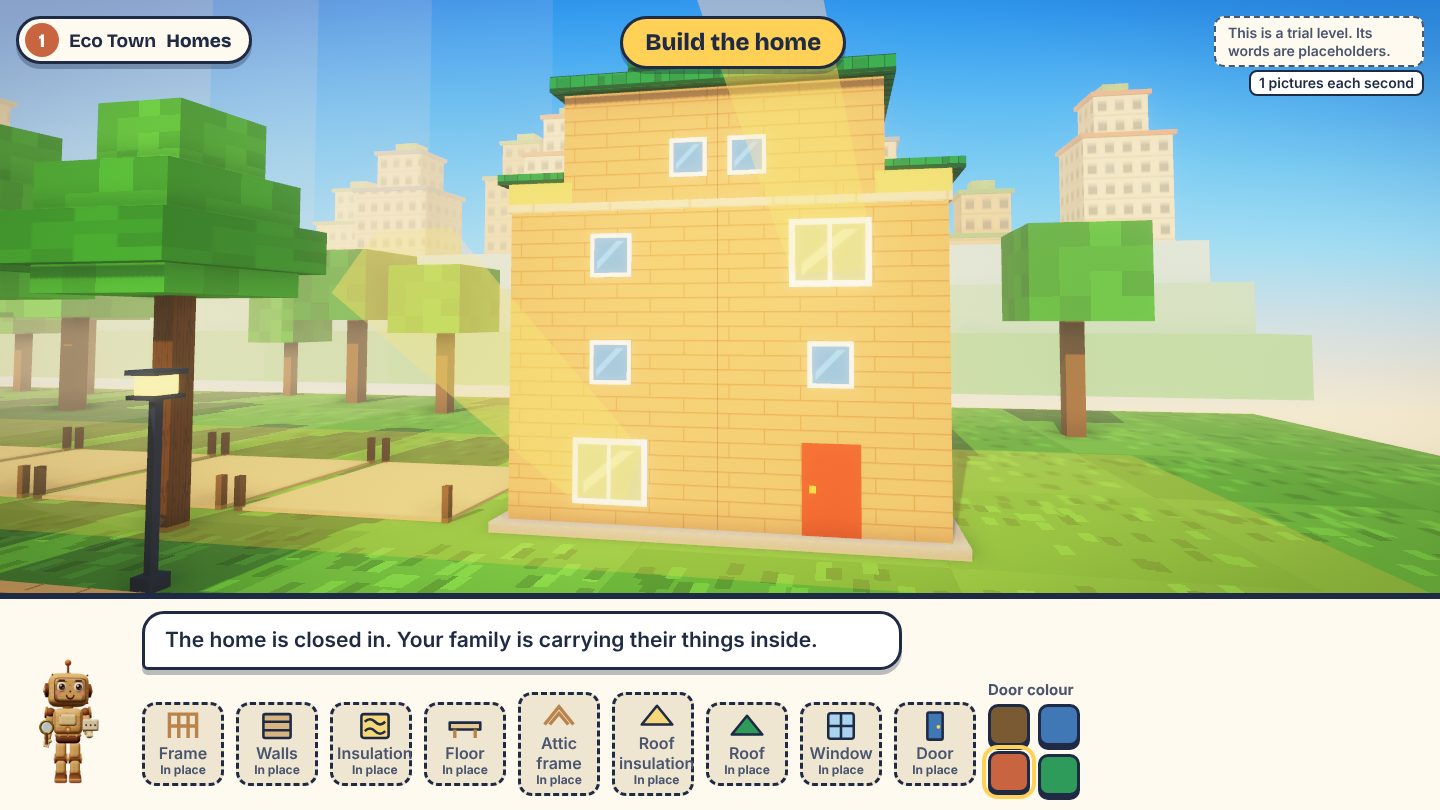 1 Eco Town Homes
Build the home
This is a trial level. Its
words are placeholders.
1 pictures each second
The home is closed in. Your family is carrying their things inside.
Door colour
Frame
In place
Walls
In place
Insulation
In place
Floor
In place
Attic
frame
In place
Roof
insulation
In place
Roof
In place
Window
In place
Door
In place